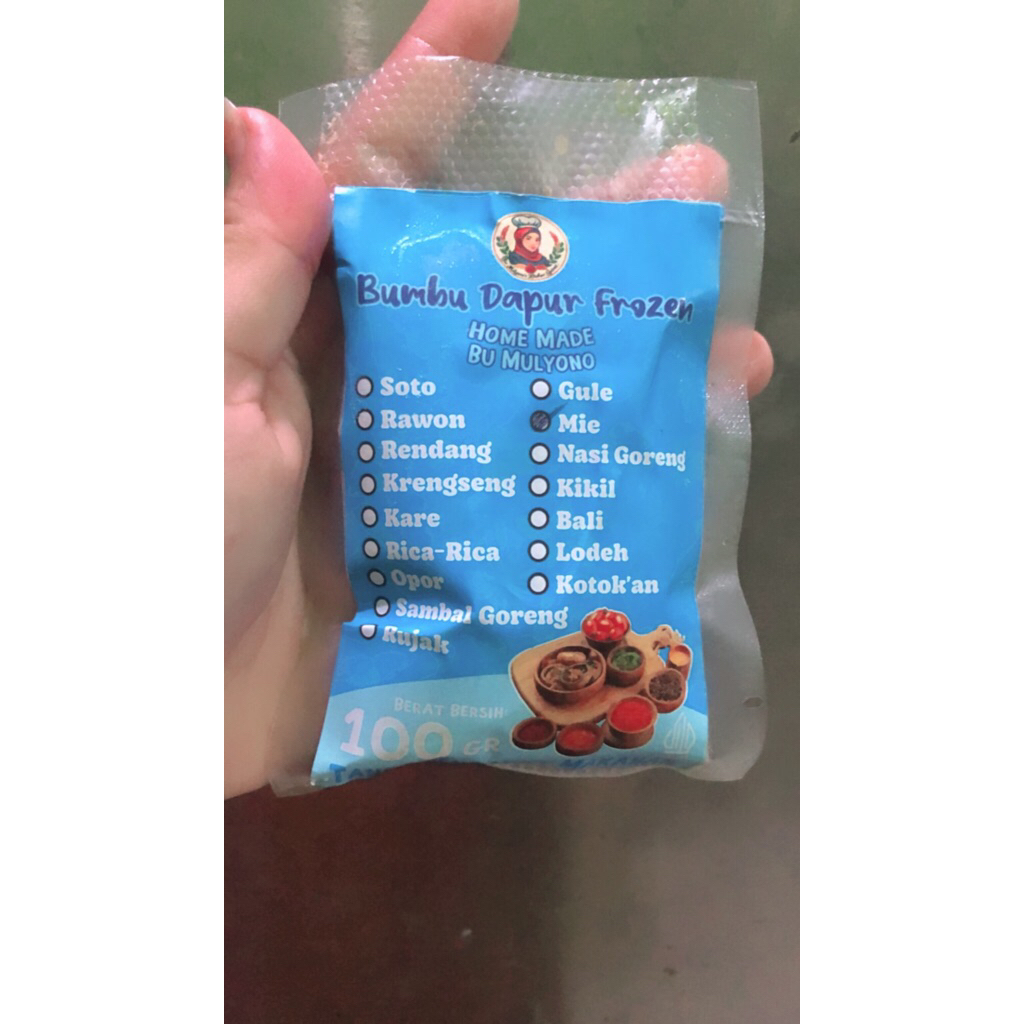 Bumbu Dapur Frozen
HOME MADE
BU MULYONO
Soto
Rawon
Rendang
Krengseng
Kare
Rica-Rica
Opor
Sambal Goreng
Rujak
Gule
Mie
Nasi Goreng
Kikil
Bali
Lodeh
Kotok'an
BERAT BERSIH
100 GR